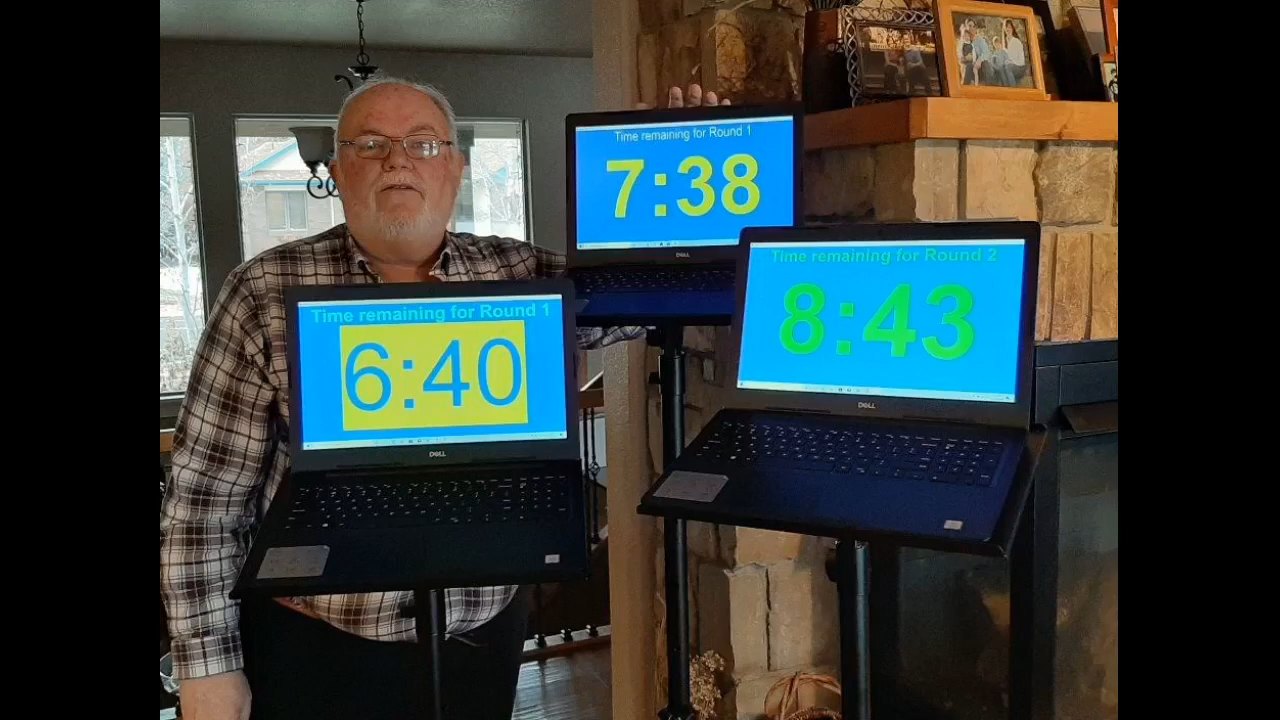 Time remaining for Round 1
7:38
DELL
Time remaining for Round 2
8:43
DELL
Time remaining for Round 1
6:40
DELL